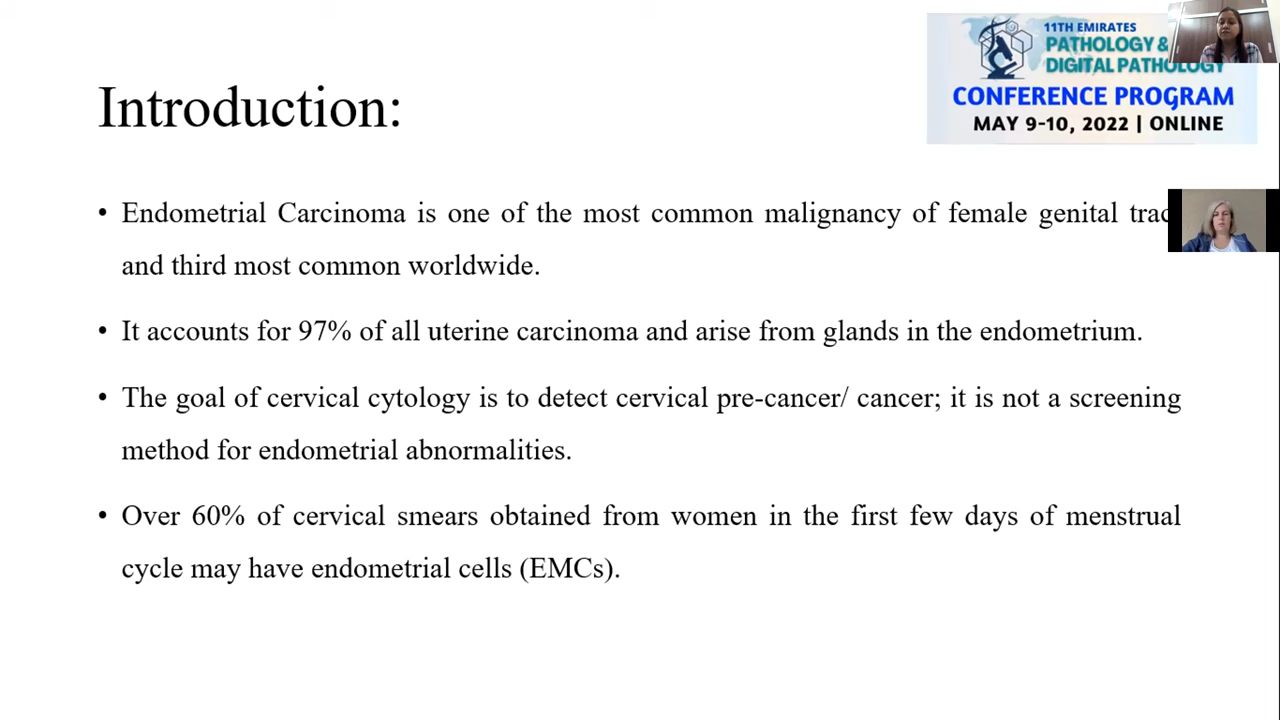 11TH EMIRATES
PATHOLOGY &
DIGITAL PATHOLOGY
CONFERENCE PROGRAM
MAY 9-10, 2022 | ONLINE
Introduction:
• Endometrial Carcinoma is one of the most common malignancy of female genital trac
and third most common worldwide.
• It accounts for 97% of all uterine carcinoma and arise from glands in the endometrium.
• The goal of cervical cytology is to detect cervical pre-cancer/ cancer; it is not a screening
method for endometrial abnormalities.
• Over 60% of cervical smears obtained from women in the first few days of menstrual
cycle may have endometrial cells (EMCs).